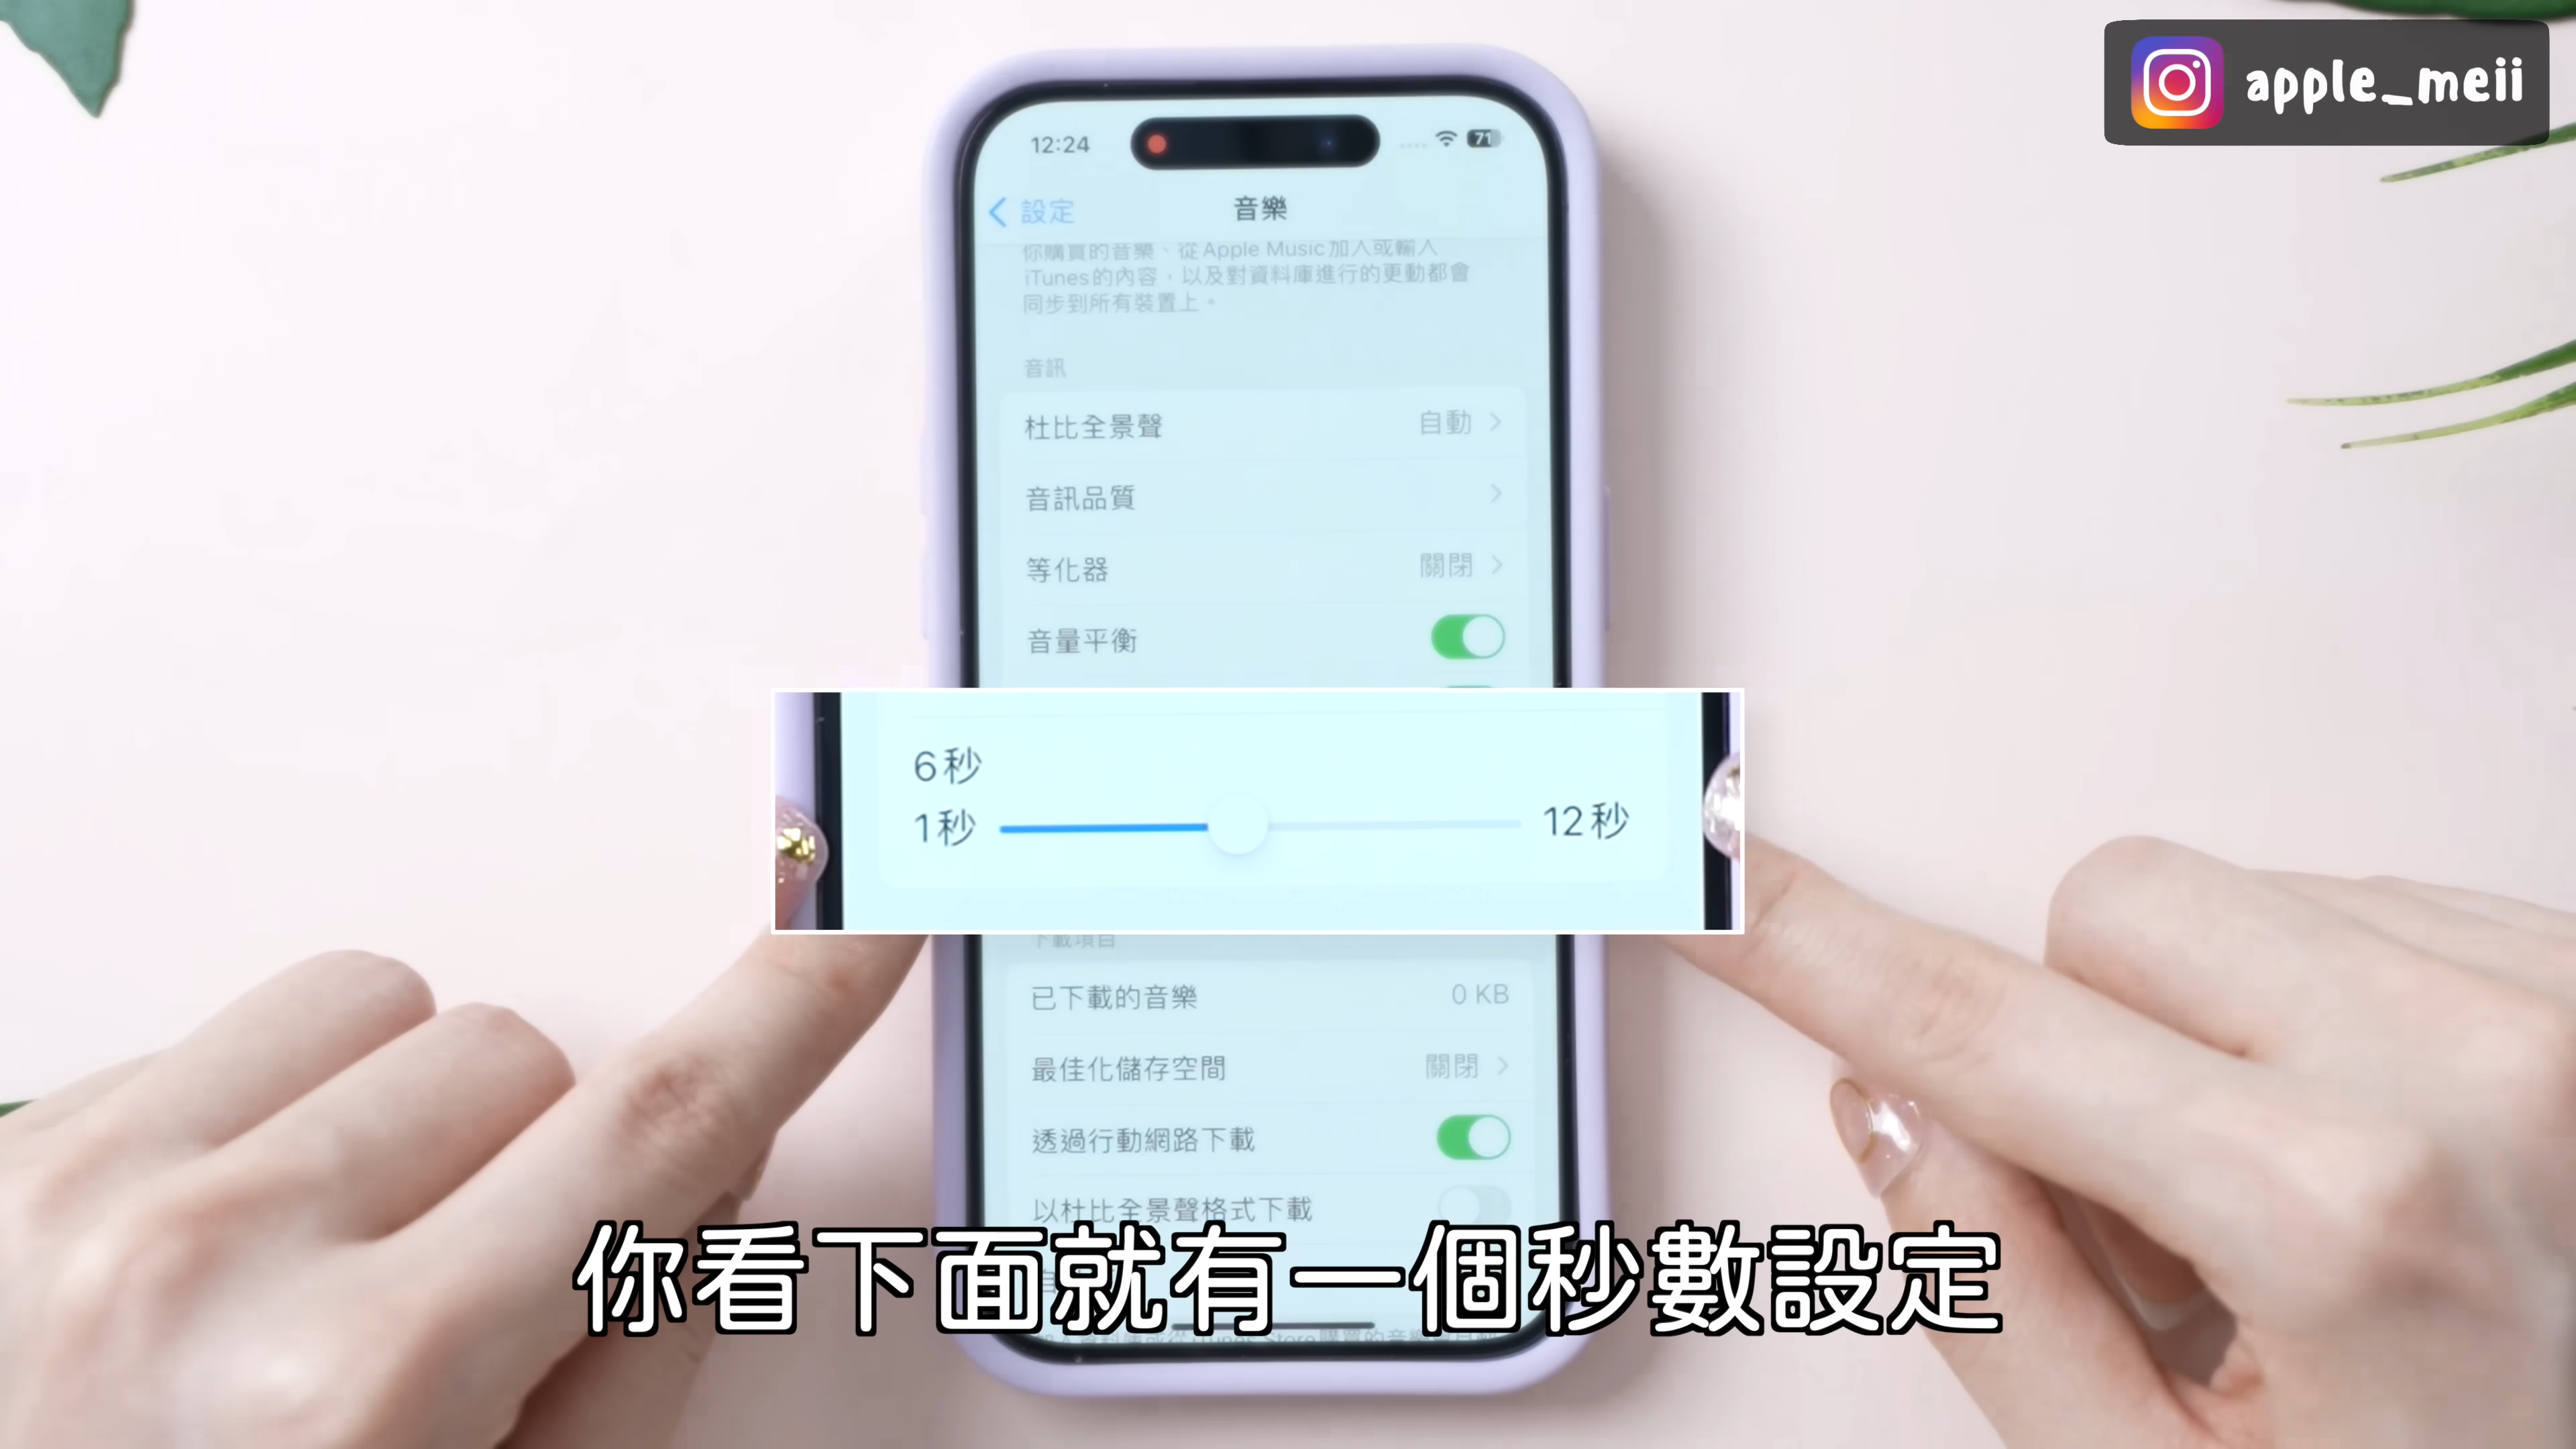 apple_meii
12:24
71
設定
音樂
你購買的音樂、從 Apple Music 加入或輸入
iTunes 的內容，以及對資料庫進行的更動都會
同步到所有裝置上。
音訊
杜比全景聲 自動
音訊品質
等化器 關閉
音量平衡
6秒
1秒 12秒
下載項目
已下載的音樂 0 KB
最佳化儲存空間 關閉
透過行動網路下載
以杜比全景聲格式下載
你看下面就有一個秒數設定